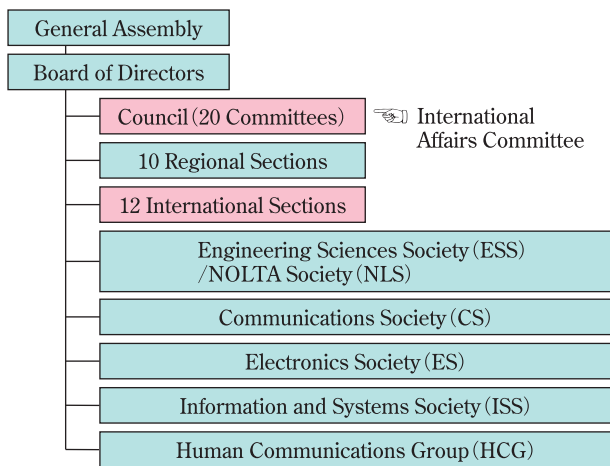 General Assembly
Board of Directors
Council (20 Committees)
International
Affairs Committee
10 Regional Sections
12 International Sections
Engineering Sciences Society (ESS)
/NOLTA Society (NLS)
Communications Society (CS)
Electronics Society (ES)
Information and Systems Society (ISS)
Human Communications Group (HCG)